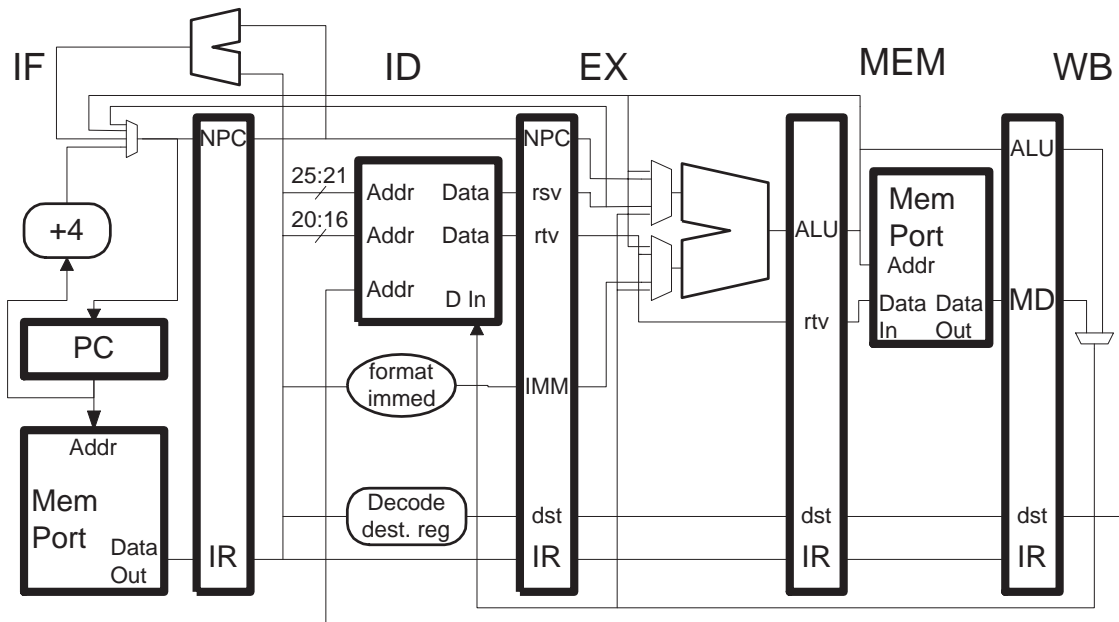 IF
ID
EX
MEM
WB
NPC
NPC
ALU
25:21
20:16
Addr
Data
Addr
Data
Addr
D In
rsv
rtv
ALU
Mem
Port
Addr
Data
In
Data
Out
MD
+4
PC
rtv
format
immed
IMM
Addr
Mem
Port
Data
Out
Decode
dest. reg
dst
dst
dst
IR
IR
IR
IR